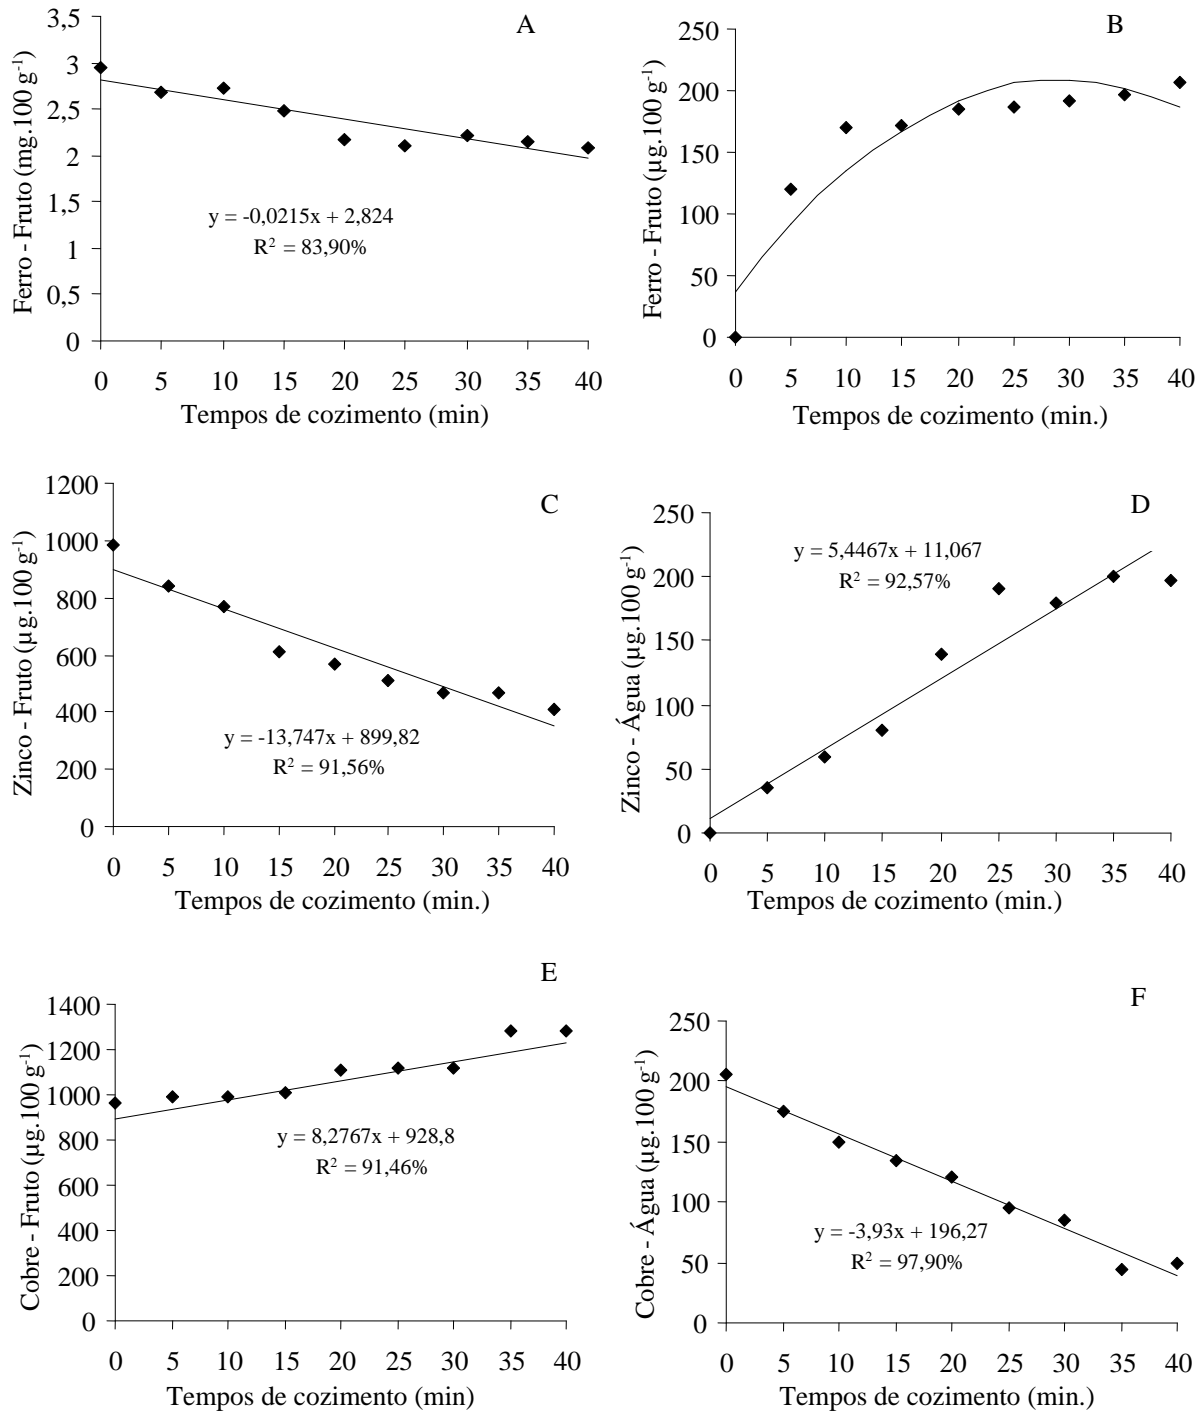 A
Ferro - Fruto (mg.100 g⁻¹)
3,5
3
2,5
2
1,5
1
0,5
0
y = -0,0215x + 2,824
R² = 83,90%
0 5 10 15 20 25 30 35 40
Tempos de cozimento (min)
B
Ferro - Fruto (µg.100 g⁻¹)
250
200
150
100
50
0
0 5 10 15 20 25 30 35 40
Tempos de cozimento (min.)
C
Zinco - Fruto (µg.100 g⁻¹)
1200
1000
800
600
400
200
0
y = -13,747x + 899,82
R² = 91,56%
0 5 10 15 20 25 30 35 40
Tempos de cozimento (min.)
D
Zinco - Água (µg.100 g⁻¹)
250
200
150
100
50
0
y = 5,4467x + 11,067
R² = 92,57%
0 5 10 15 20 25 30 35 40
Tempos de cozimento (min.)
E
Cobre - Fruto (µg.100 g⁻¹)
1400
1200
1000
800
600
400
200
0
y = 8,2767x + 928,8
R² = 91,46%
0 5 10 15 20 25 30 35 40
Tempos de cozimento (min)
F
Cobre - Água (µg.100 g⁻¹)
250
200
150
100
50
0
y = -3,93x + 196,27
R² = 97,90%
0 5 10 15 20 25 30 35 40
Tempos de cozimento (min.)